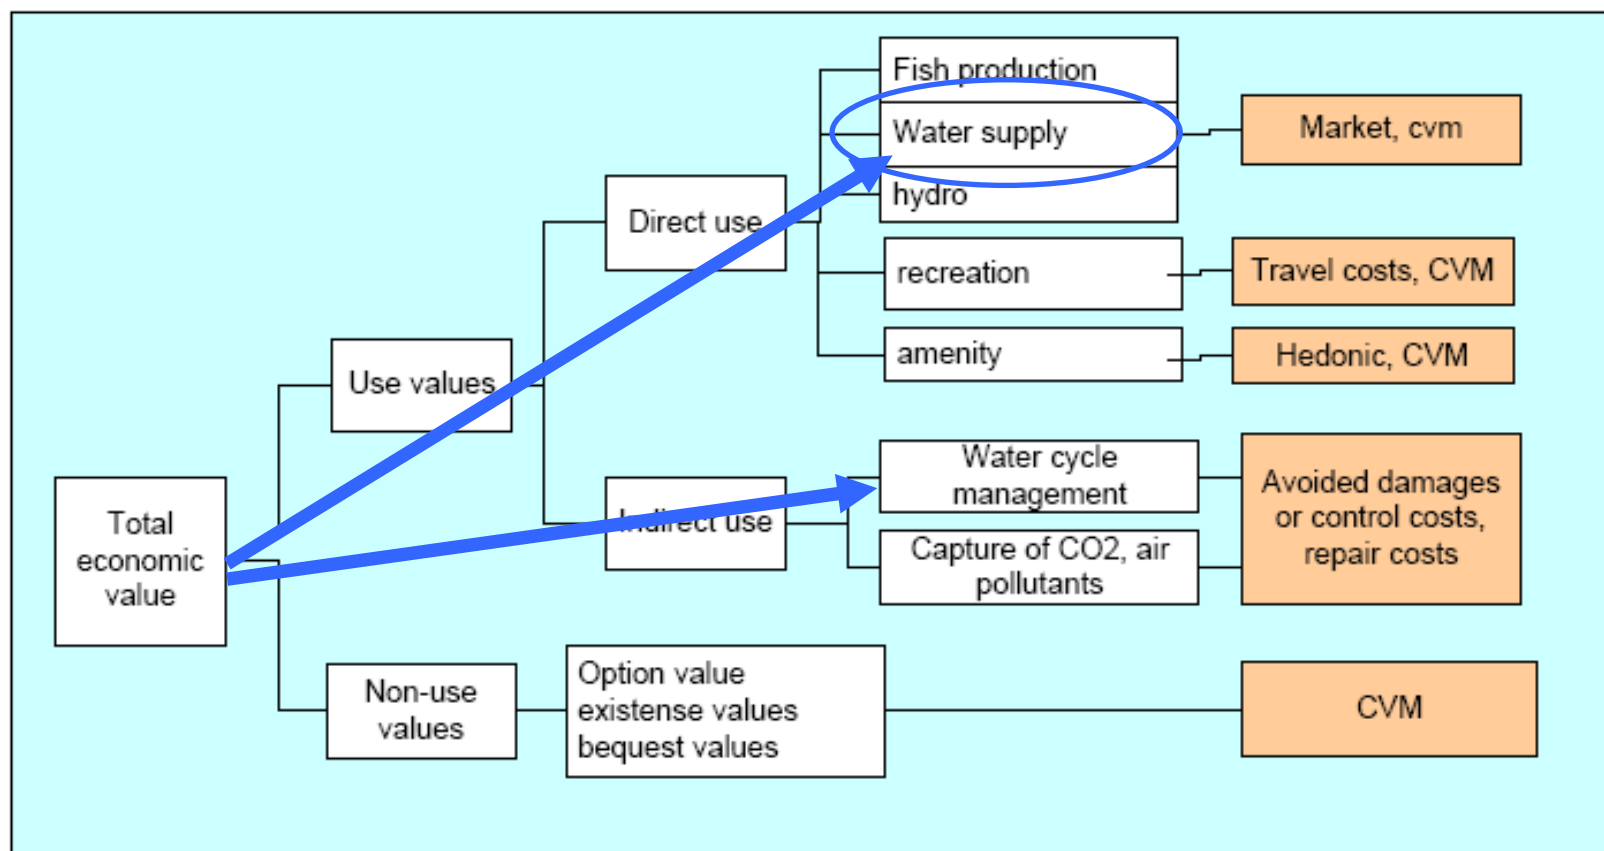 Fish production
Water supply
Market, cvm
hydro
Direct use
recreation
Travel costs, CVM
amenity
Hedonic, CVM
Use values
Water cycle
management
Avoided damages
or control costs,
repair costs
Indirect use
Capture of CO2, air
pollutants
Total
economic
value
Non-use
values
Option value
existense values
bequest values
CVM